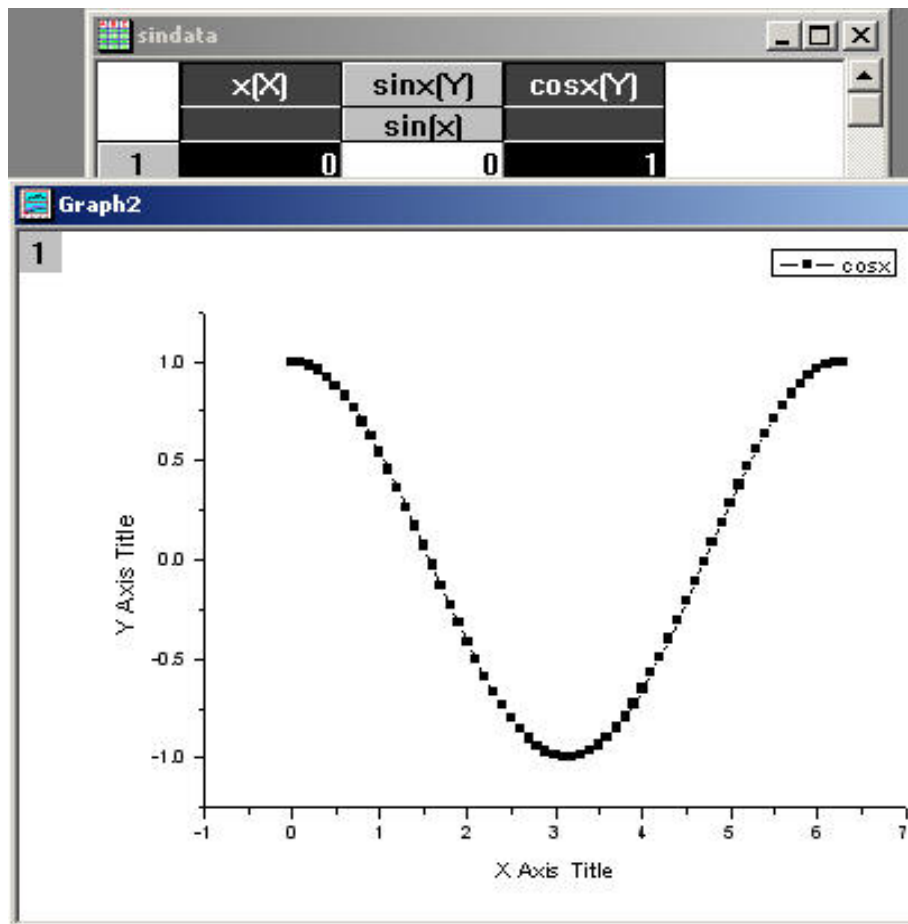 sindata
x(X) sinx(Y) cosx(Y)
sin(x)
1 0 0 1
Graph2
1
cosx
1.0
0.5
0.0
-0.5
-1.0
Y Axis Title
-1 0 1 2 3 4 5 6 7
X Axis Title